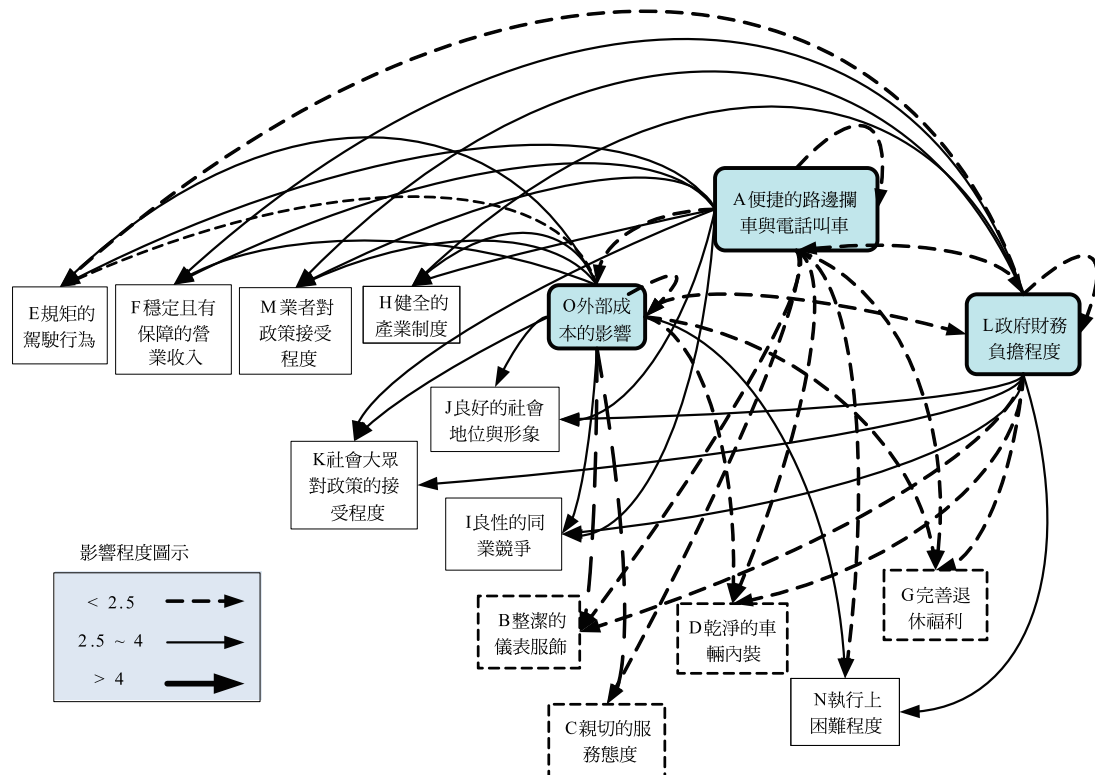 A便捷的路邊攔
車與電話叫車
E規矩的
駕駛行為
F穩定且有
保障的營
業收入
M業者對
政策接受
程度
H健全的
產業制度
O外部成
本的影響
L政府財務
負擔程度
J良好的社會
地位與形象
K社會大眾
對政策的接
受程度
I良性的同
業競爭
影響程度圖示
< 2.5
2.5 ~ 4
> 4
B整潔的
儀表服飾
D乾淨的車
輛內裝
G完善退
休福利
C親切的服
務態度
N執行上
困難程度